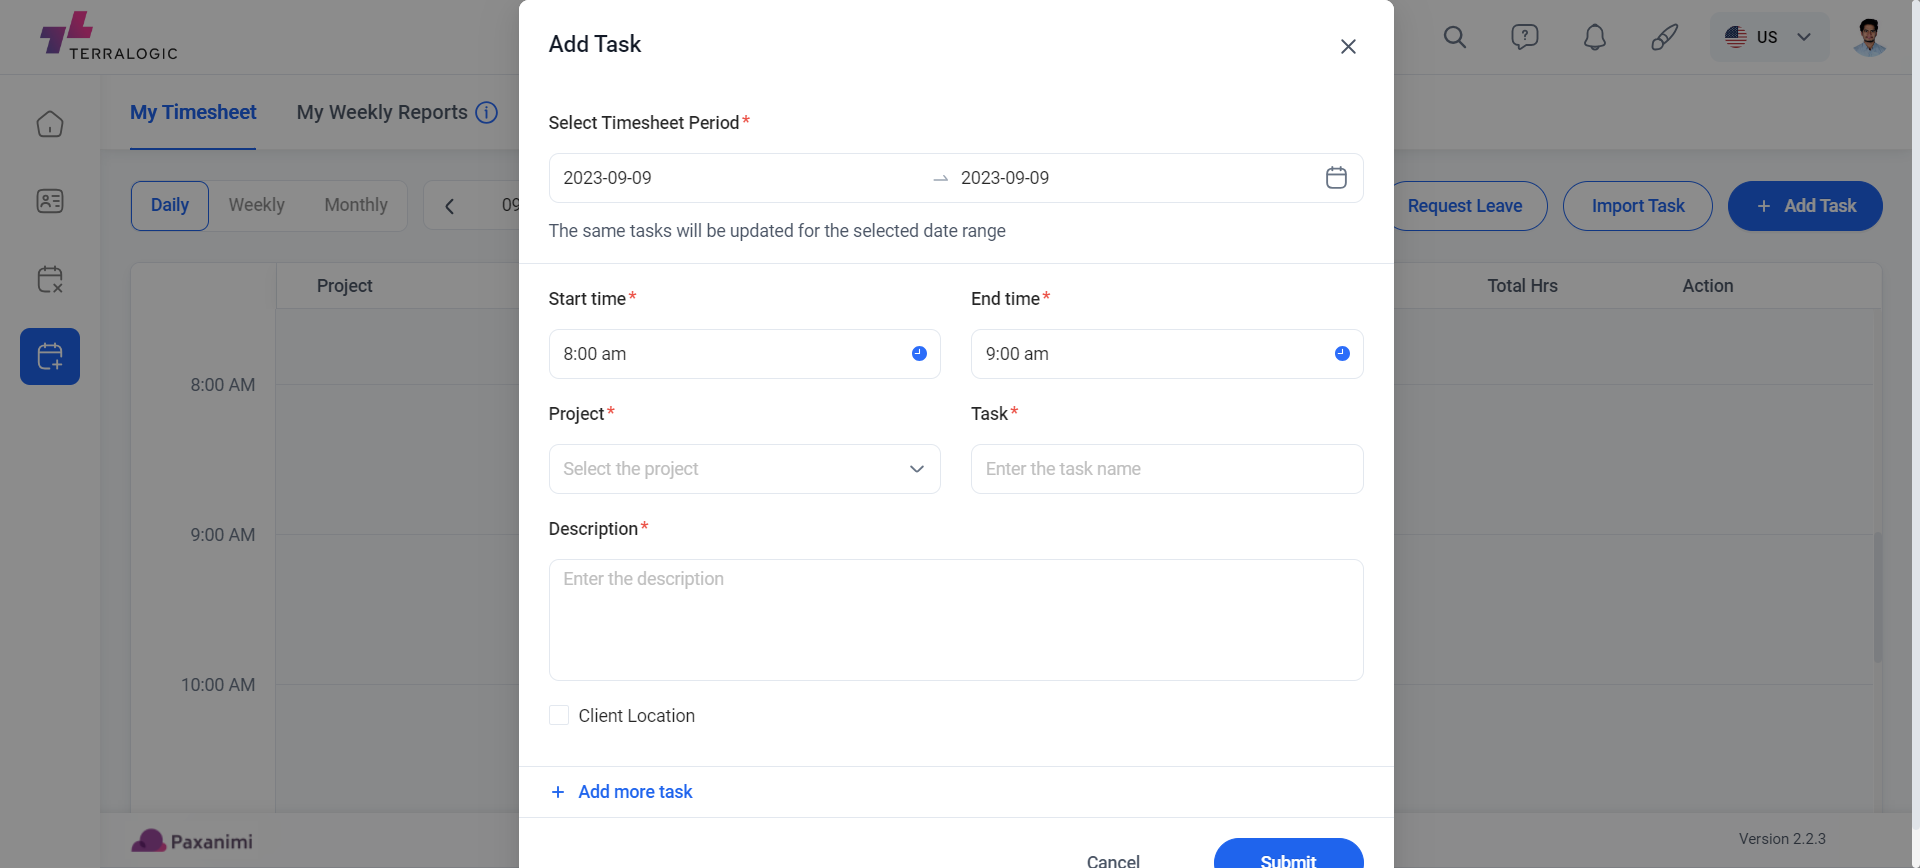 TERRALOGIC
US
My Timesheet
My Weekly Reports
Daily
Weekly
Monthly
09
Request Leave
Import Task
+ Add Task
Project
Total Hrs
Action
8:00 AM
9:00 AM
10:00 AM
Add Task
Select Timesheet Period*
2023-09-09 → 2023-09-09
The same tasks will be updated for the selected date range
Start time*
End time*
8:00 am
9:00 am
Project*
Task*
Select the project
Enter the task name
Description*
Enter the description
Client Location
+ Add more task
Cancel
Submit
Paxanimi
Version 2.2.3